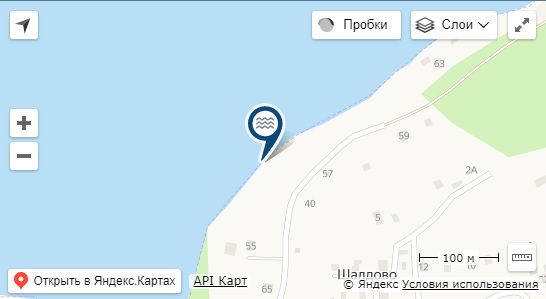 Пробки
Слои
63
59
57
2А
40
5
55
100 м
Шаллово
12
12
65
Открыть в Яндекс.Картах
API Карт
© Яндекс Условия использования